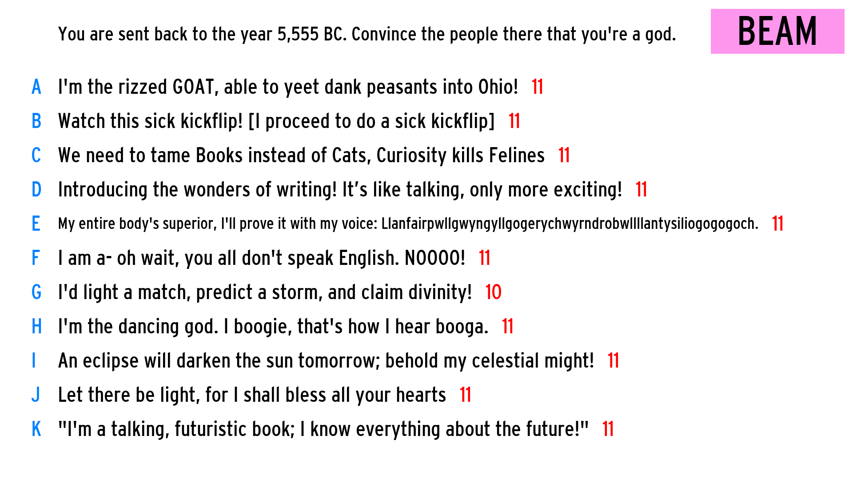 You are sent back to the year 5,555 BC. Convince the people there that you're a god.
BEAM
A I'm the rizzed GOAT, able to yeet dank peasants into Ohio! 11
B Watch this sick kickflip! [I proceed to do a sick kickflip] 11
C We need to tame Books instead of Cats, Curiosity kills Felines 11
D Introducing the wonders of writing! It’s like talking, only more exciting! 11
E My entire body's superior, I'll prove it with my voice: Llanfairpwllgwyngyllgogerychwyrndrobwllllantysiliogogogoch. 11
F I am a- oh wait, you all don't speak English. NOOOO! 11
G I'd light a match, predict a storm, and claim divinity! 10
H I'm the dancing god. I boogie, that's how I hear booga. 11
I An eclipse will darken the sun tomorrow; behold my celestial might! 11
J Let there be light, for I shall bless all your hearts 11
K "I'm a talking, futuristic book; I know everything about the future!" 11